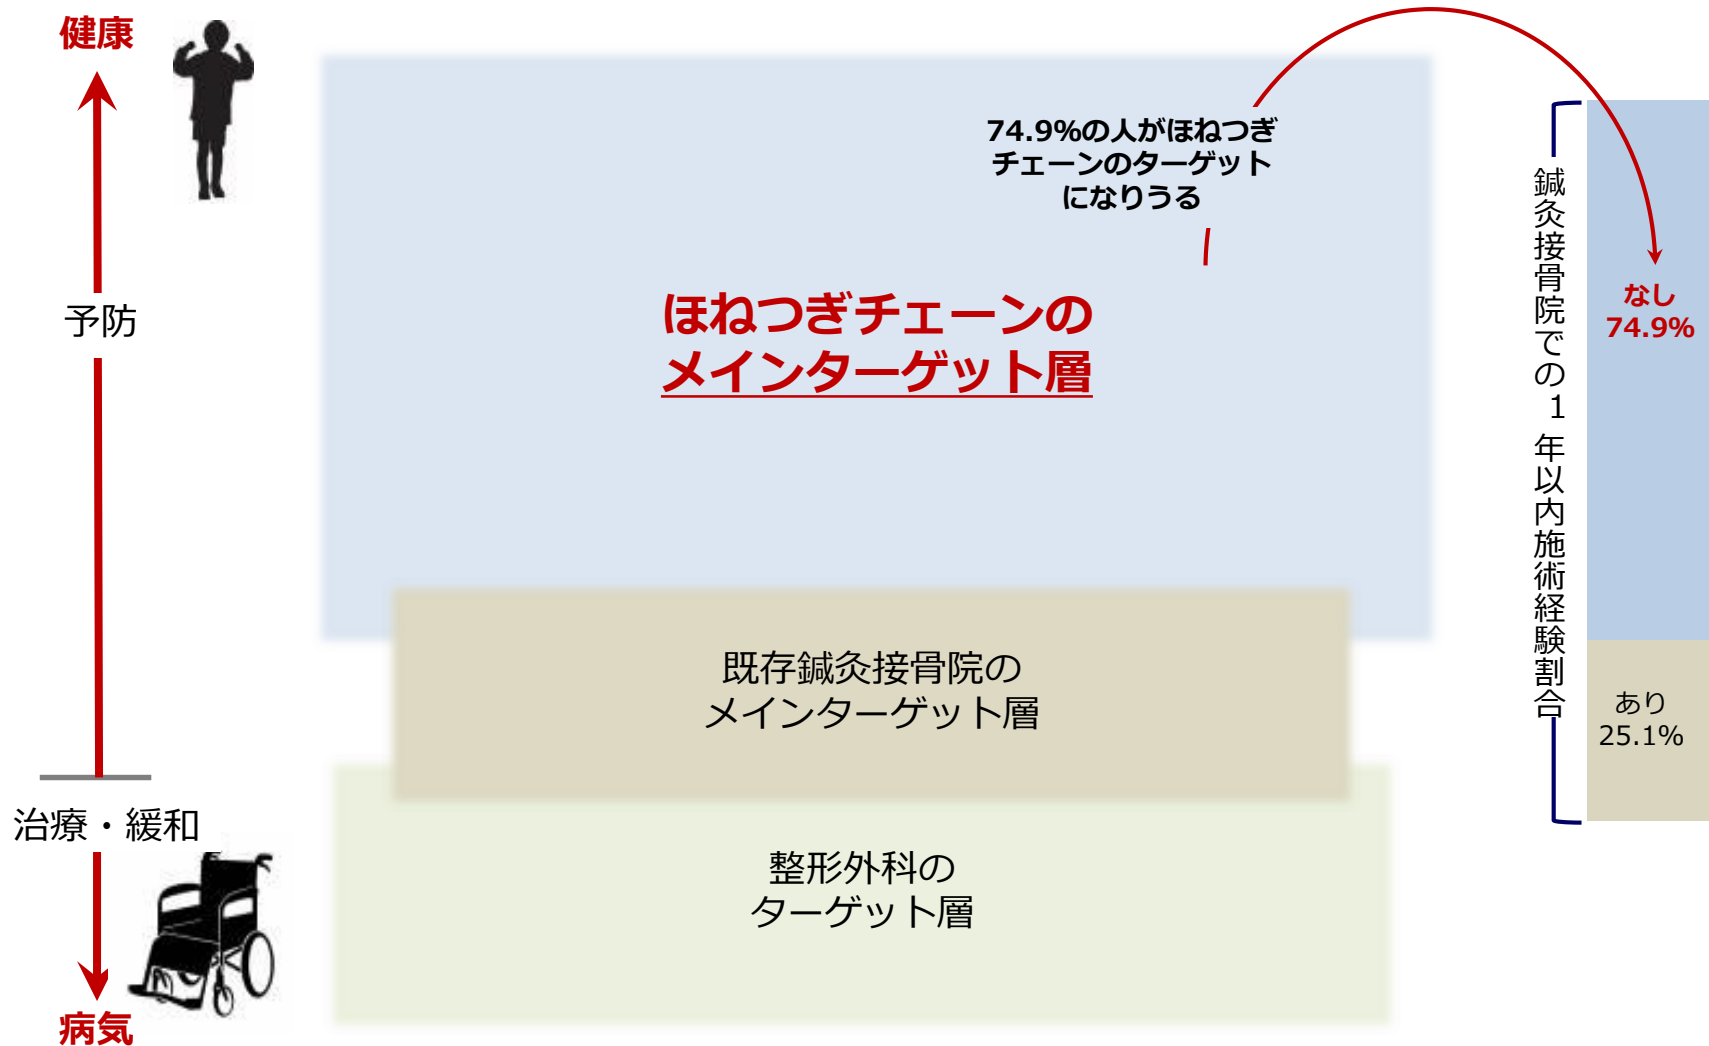 健康
予防
治療・緩和
病気
74.9%の人がほねつぎ
チェーンのターゲット
になりうる
ほねつぎチェーンの
メインターゲット層
既存鍼灸接骨院の
メインターゲット層
整形外科の
ターゲット層
鍼灸接骨院での1年以内施術経験割合
なし
74.9%
あり
25.1%